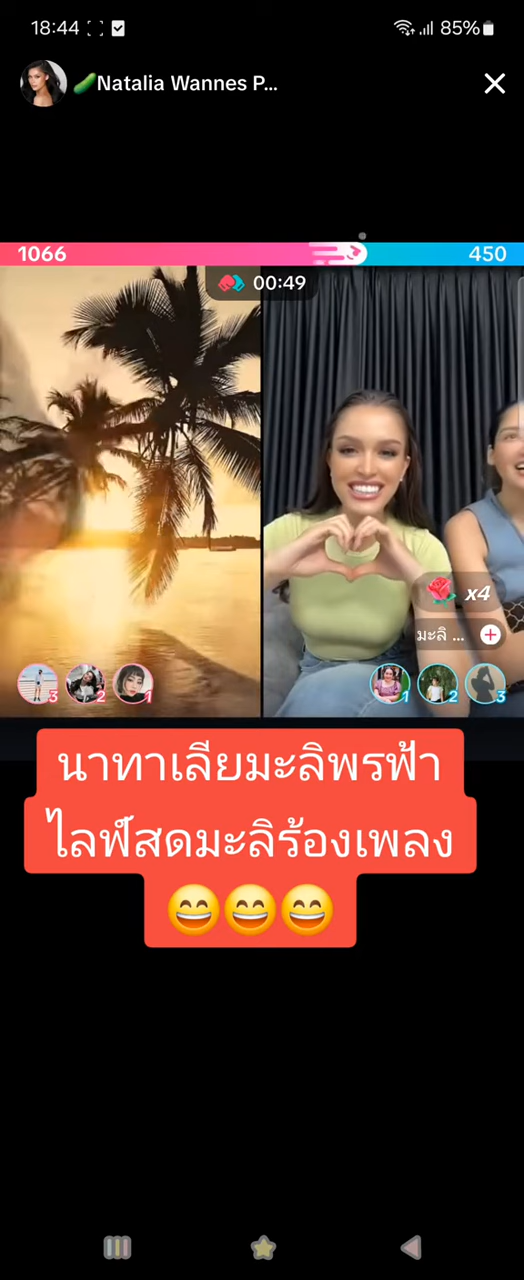 18:44
85%
Natalia Wannes P...
1066
450
00:49
x4
มะลิ ...
3
2
1
1
2
3
นาทาเลียมะลิพรฟ้า
ไลฟ์สดมะลิร้องเพลง